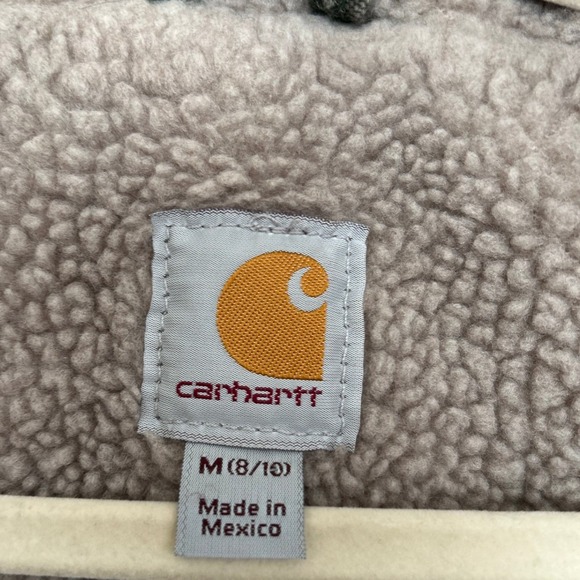 carhartt
M (8/10)
Made in
Mexico